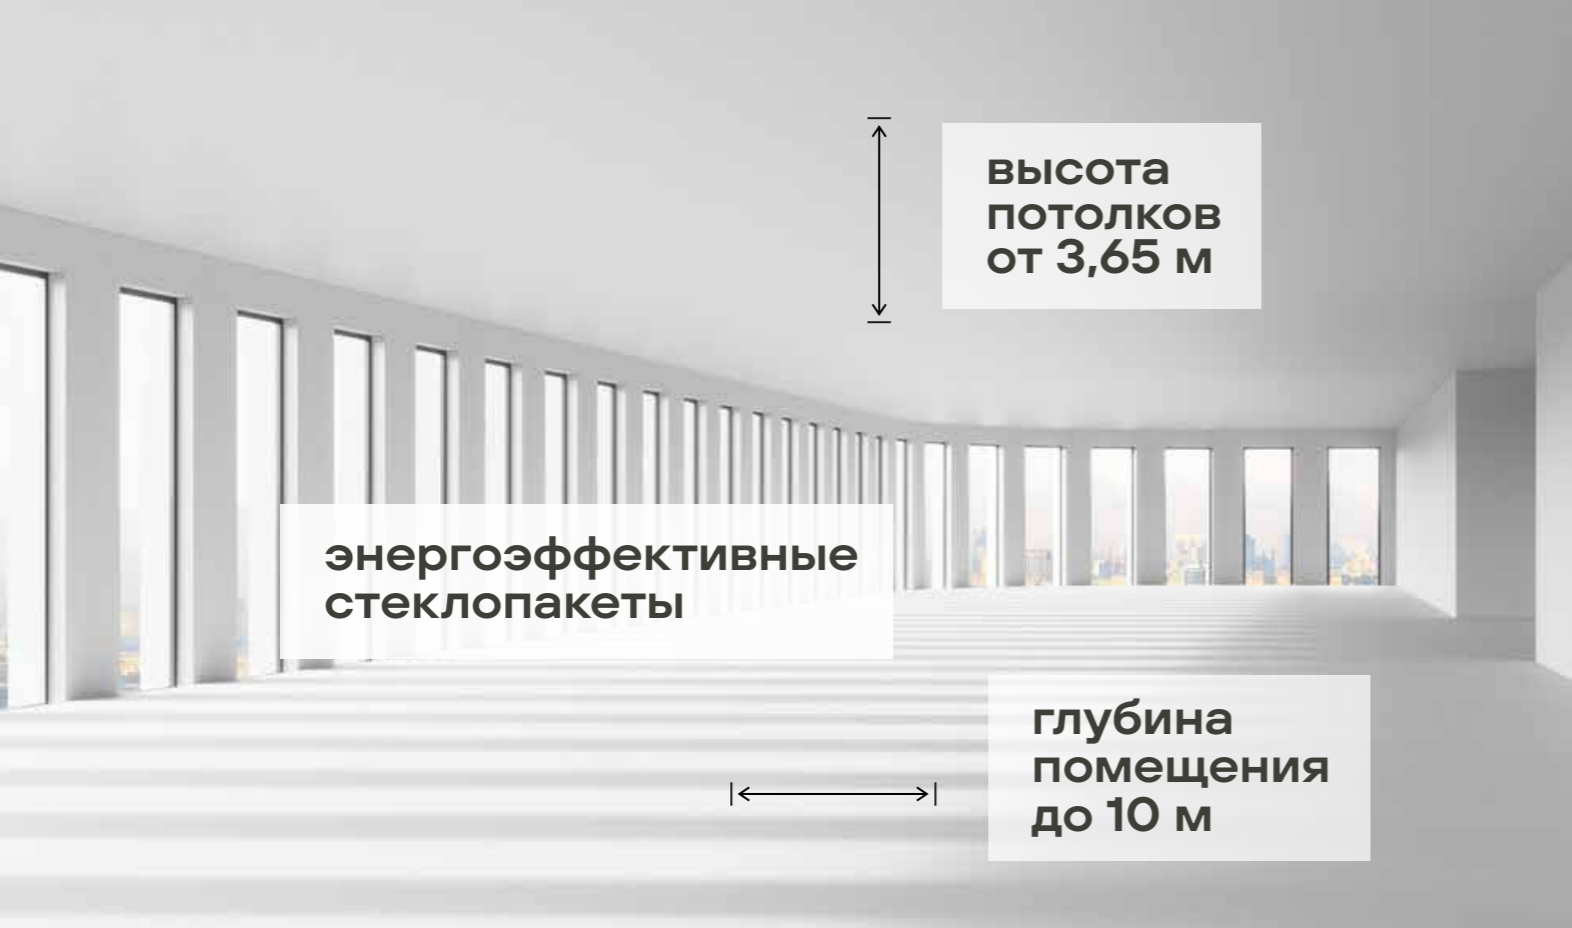 высота
потолков
от 3,65 м
энергоэффективные
стеклопакеты
глубина
помещения
до 10 м